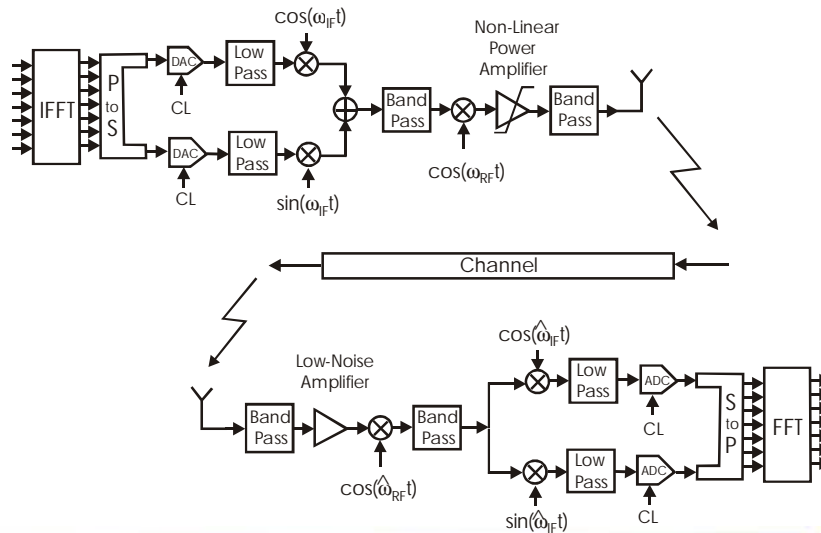 IFFT
P
to
S
DAC
CL
Low
Pass
cos(ω_IF t)
DAC
CL
Low
Pass
sin(ω_IF t)
Band
Pass
cos(ω_RF t)
Non-Linear
Power
Amplifier
Band
Pass
Channel
Band
Pass
Low-Noise
Amplifier
cos(ω̂_RF t)
Band
Pass
cos(ω̂_IF t)
Low
Pass
ADC
CL
sin(ω̂_IF t)
Low
Pass
ADC
CL
S
to
P
FFT